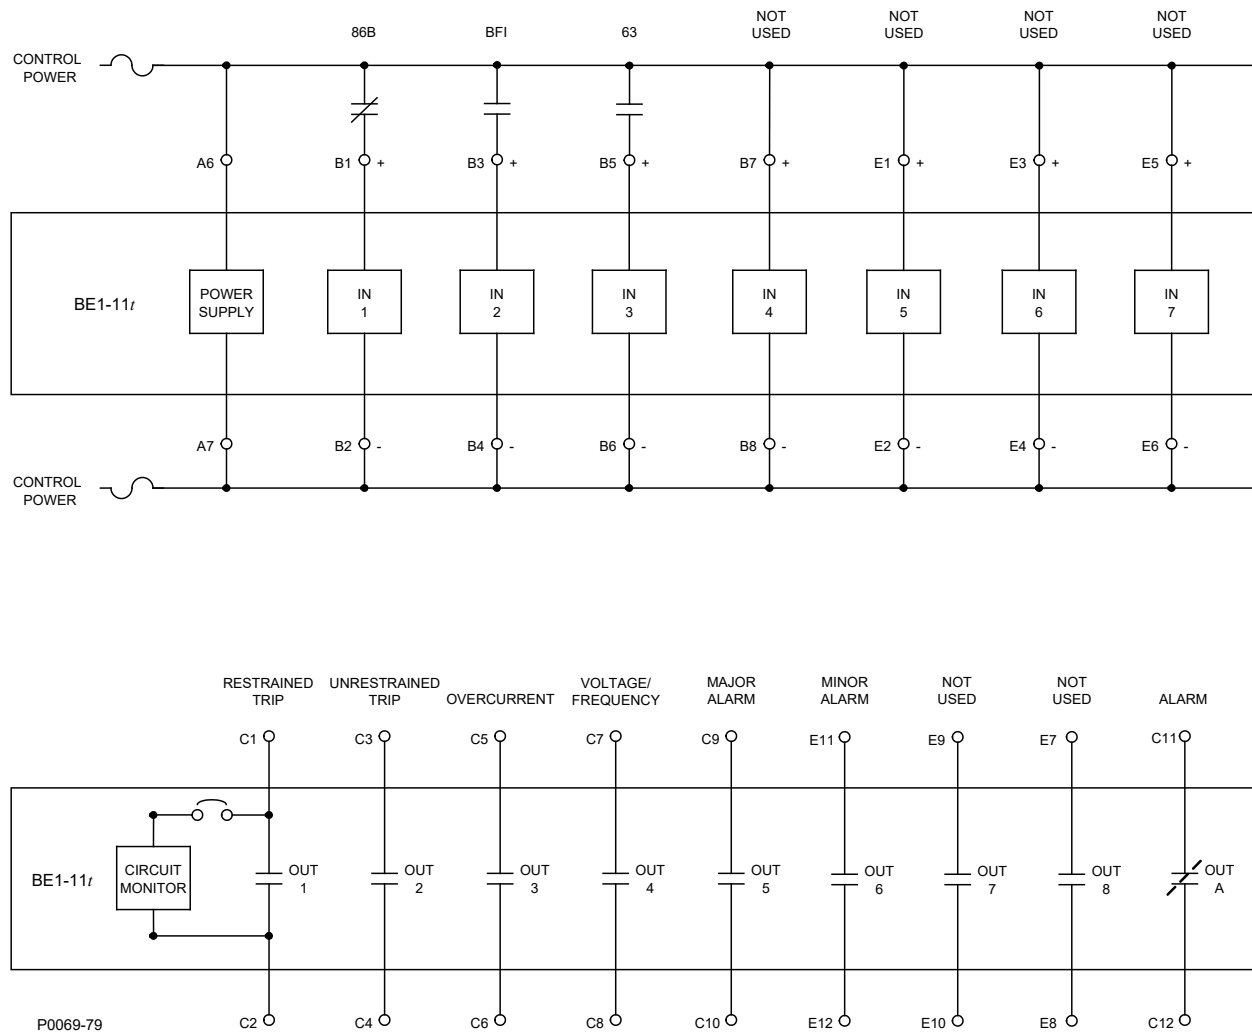 86B
BFI
63
NOT
USED
NOT
USED
NOT
USED
NOT
USED
CONTROL
POWER
A6
B1 +
B3 +
B5 +
B7 +
E1 +
E3 +
E5 +
BE1-11t
POWER
SUPPLY
IN
1
IN
2
IN
3
IN
4
IN
5
IN
6
IN
7
A7
B2 -
B4 -
B6 -
B8 -
E2 -
E4 -
E6 -
CONTROL
POWER
RESTRAINED
TRIP
UNRESTRAINED
TRIP
OVERCURRENT
VOLTAGE/
FREQUENCY
MAJOR
ALARM
MINOR
ALARM
NOT
USED
NOT
USED
ALARM
C1
C3
C5
C7
C9
E11
E9
E7
C11
BE1-11t
CIRCUIT
MONITOR
OUT
1
OUT
2
OUT
3
OUT
4
OUT
5
OUT
6
OUT
7
OUT
8
OUT
A
P0069-79
C2
C4
C6
C8
C10
E12
E10
E8
C12